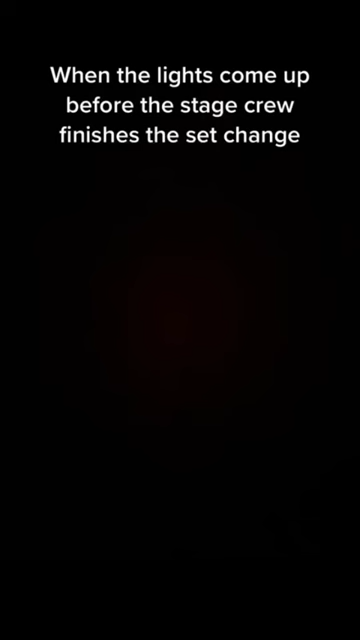 When the lights come up
before the stage crew
finishes the set change